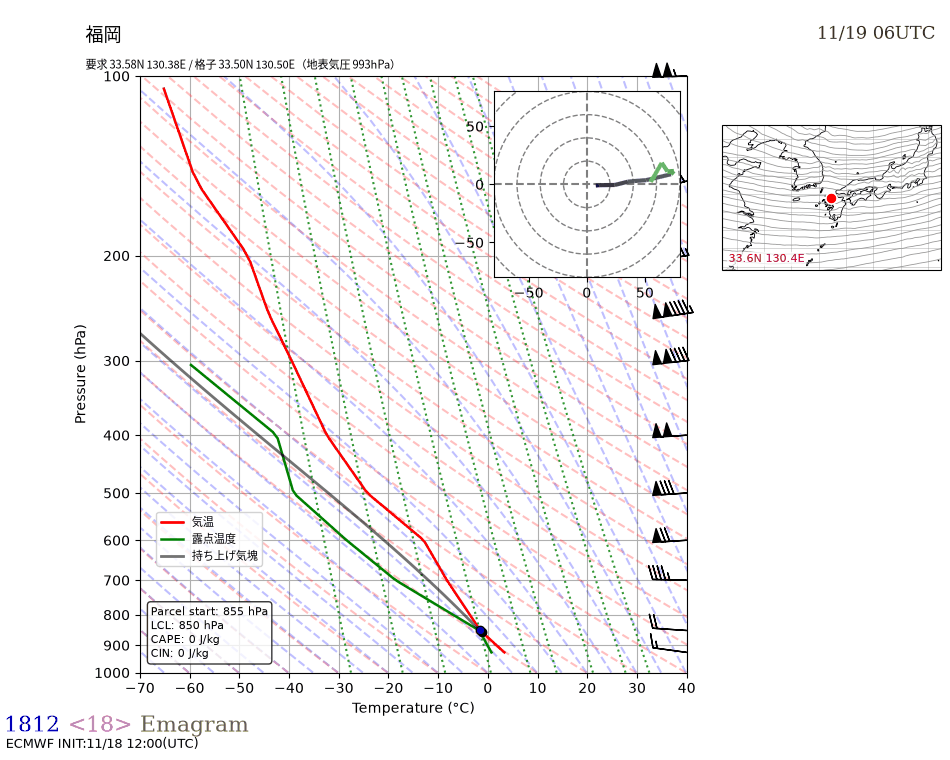 福岡
11/19 06UTC
要求 33.58N 130.38E / 格子 33.50N 130.50E（地表気圧 993hPa）
100
200
300
400
500
600
700
800
900
1000
Pressure (hPa)
−70 −60 −50 −40 −30 −20 −10 0 10 20 30 40
Temperature (°C)
50
0
−50
−50 0 50
33.6N 130.4E
気温
露点温度
持ち上げ気塊
Parcel start: 855 hPa
LCL: 850 hPa
CAPE: 0 J/kg
CIN: 0 J/kg
1812 <18> Emagram
ECMWF INIT:11/18 12:00(UTC)